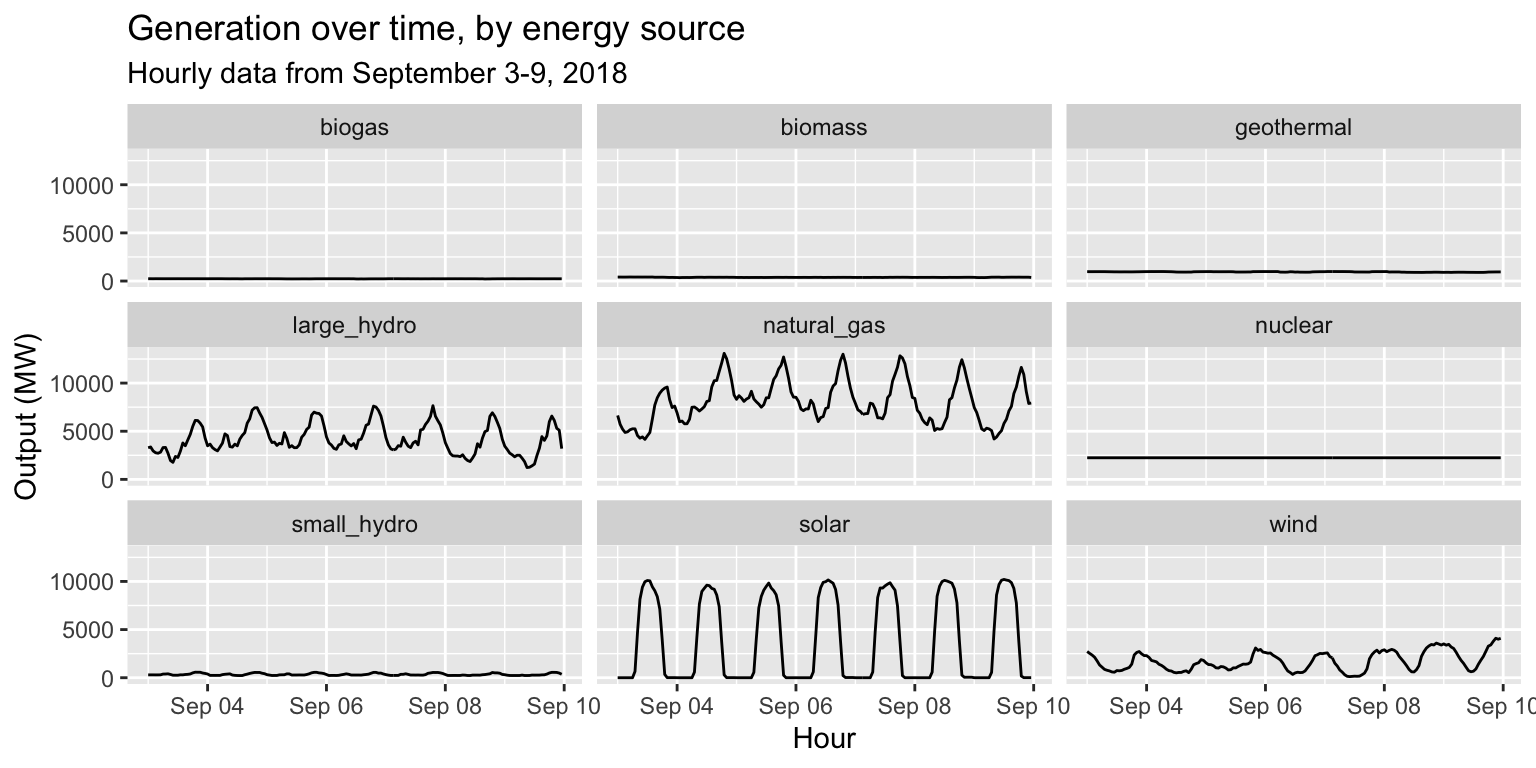 Generation over time, by energy source
Hourly data from September 3-9, 2018
biogas
biomass
geothermal
10000
5000
0
large_hydro
natural_gas
nuclear
10000
5000
0
Output (MW)
small_hydro
solar
wind
10000
5000
0
Sep 04 Sep 06 Sep 08 Sep 10
Sep 04 Sep 06 Sep 08 Sep 10
Sep 04 Sep 06 Sep 08 Sep 10
Hour